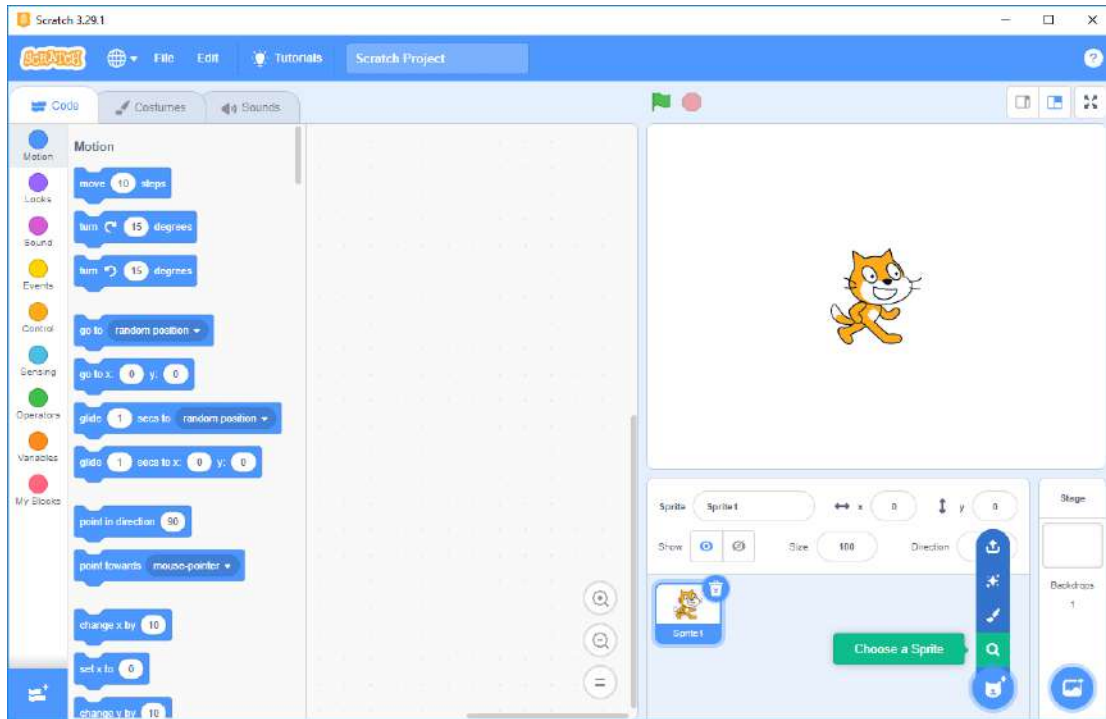 Scratch 3.29.1
SCRATCH File Edit Tutorials Scratch Project ?
Code Costumes Sounds
Motion
Looks
Sound
Events
Control
Sensing
Operators
Variables
My Blocks
Motion
move 10 steps
turn 15 degrees
turn 15 degrees
go to random position
go to x: 0 y: 0
glide 1 secs to random position
glide 1 secs to x: 0 y: 0
point in direction 90
point towards mouse-pointer
change x by 10
set x to 0
change y by 10
Sprite Sprite1 x 0 y 0
Show Size 100 Direction
Sprite1
Choose a Sprite
Stage
Backdrops
1